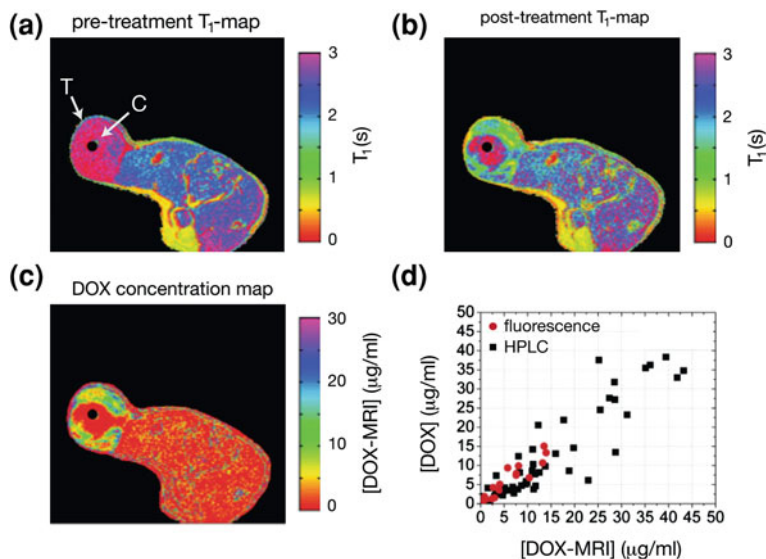 (a) pre-treatment T₁-map
T
C
3
2
1
0
T₁(s)
(b) post-treatment T₁-map
3
2
1
0
T₁(s)
(c) DOX concentration map
30
20
10
0
[DOX-MRI] (μg/ml)
(d)
fluorescence
HPLC
50
45
40
35
30
25
20
15
10
5
0
[DOX] (μg/ml)
0 5 10 15 20 25 30 35 40 45 50
[DOX-MRI] (μg/ml)